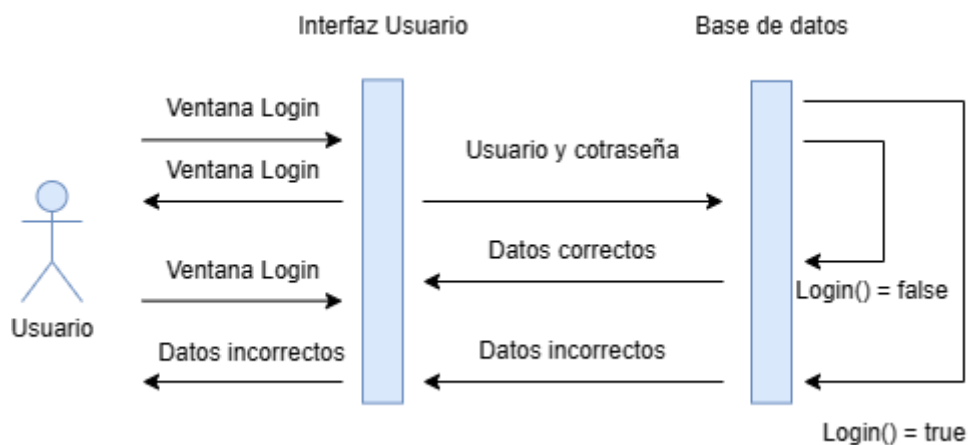 Interfaz Usuario
Base de datos
Ventana Login
Usuario y cotraseña
Ventana Login
Datos correctos
Ventana Login
Login() = false
Usuario
Datos incorrectos
Datos incorrectos
Login() = true